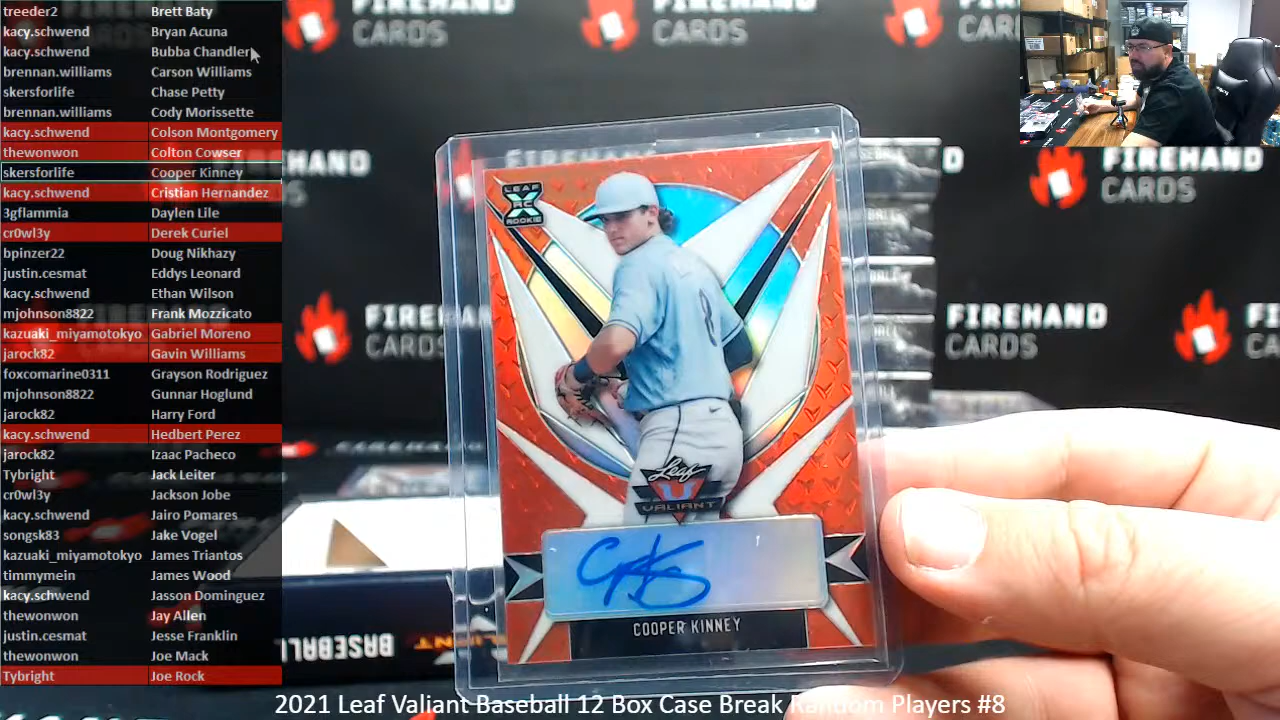 treeder2 Brett Baty
kacy.schwend Bryan Acuna
kacy.schwend Bubba Chandler
brennan.williams Carson Williams
skersforlife Chase Petty
brennan.williams Cody Morissette
kacy.schwend Colson Montgomery
thewonwon Colton Cowser
skersforlife Cooper Kinney
kacy.schwend Cristian Hernandez
3gflammia Daylen Lile
cr0wl3y Derek Curiel
bpinzer22 Doug Nikhazy
justin.cesmat Eddys Leonard
kacy.schwend Ethan Wilson
mjohnson8822 Frank Mozzicato
kazuaki_miyamotokyo Gabriel Moreno
jarock82 Gavin Williams
foxcomarine0311 Grayson Rodriguez
mjohnson8822 Gunnar Hoglund
jarock82 Harry Ford
kacy.schwend Hedbert Perez
jarock82 Izaac Pacheco
Tybright Jack Leiter
cr0wl3y Jackson Jobe
kacy.schwend Jairo Pomares
songsk83 Jake Vogel
kazuaki_miyamotokyo James Triantos
timmymein James Wood
kacy.schwend Jasson Dominguez
thewonwon Jay Allen
justin.cesmat Jesse Franklin
thewonwon Joe Mack
Tybright Joe Rock
CARDS
CARDS
CARDS
FIREHAND
CARDS
FIREHAND
CARDS
LEAF
RC
ROOKIE
8
Leaf
VALIANT
COOPER KINNEY
BASEBALL
2021 Leaf Valiant Baseball 12 Box Case Break Random Players #8